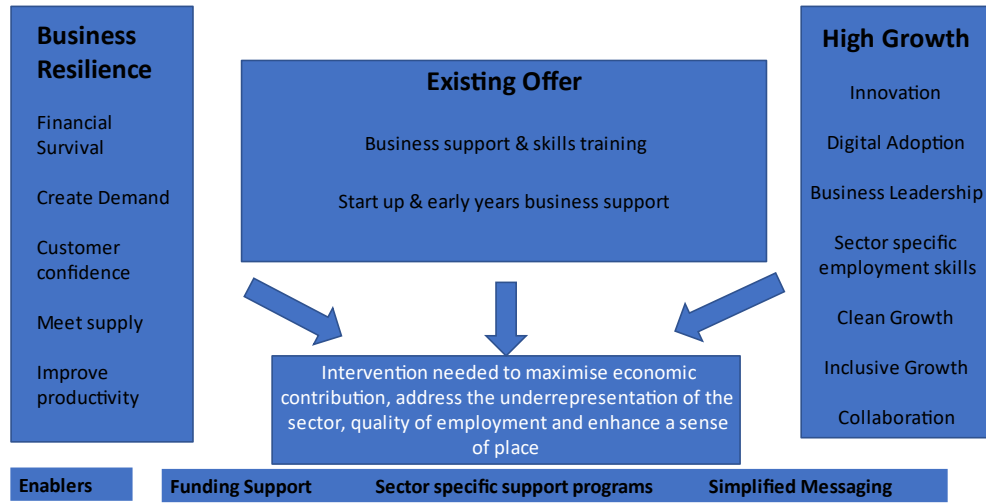 Business
Resilience
Financial
Survival
Create Demand
Customer
confidence
Meet supply
Improve
productivity
Existing Offer
Business support & skills training
Start up & early years business support
High Growth
Innovation
Digital Adoption
Business Leadership
Sector specific
employment skills
Clean Growth
Inclusive Growth
Collaboration
Intervention needed to maximise economic
contribution, address the underrepresentation of the
sector, quality of employment and enhance a sense
of place
Enablers
Funding Support Sector specific support programs Simplified Messaging